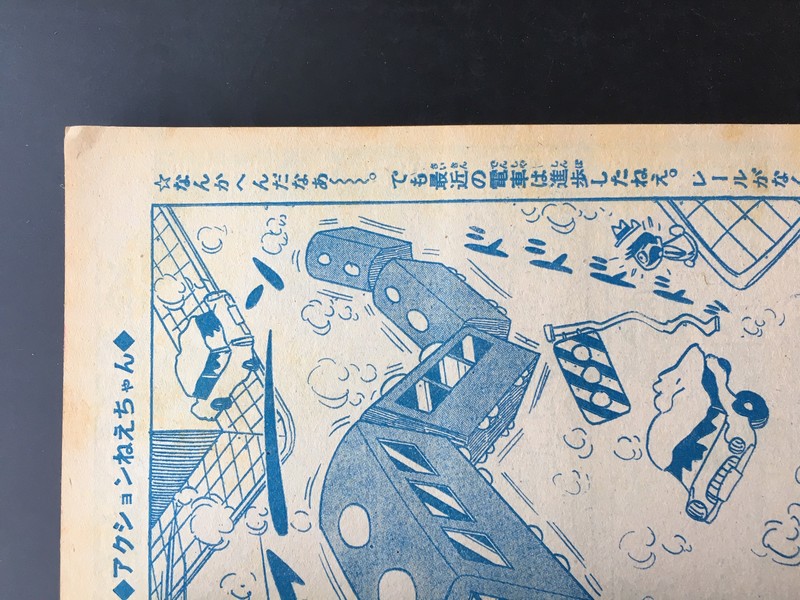 ☆なんかへんだなあ〜〜〜。でも最近の電車は進歩したねえ。レールがな
ドドドドッ
◆アクションねえちゃん◆